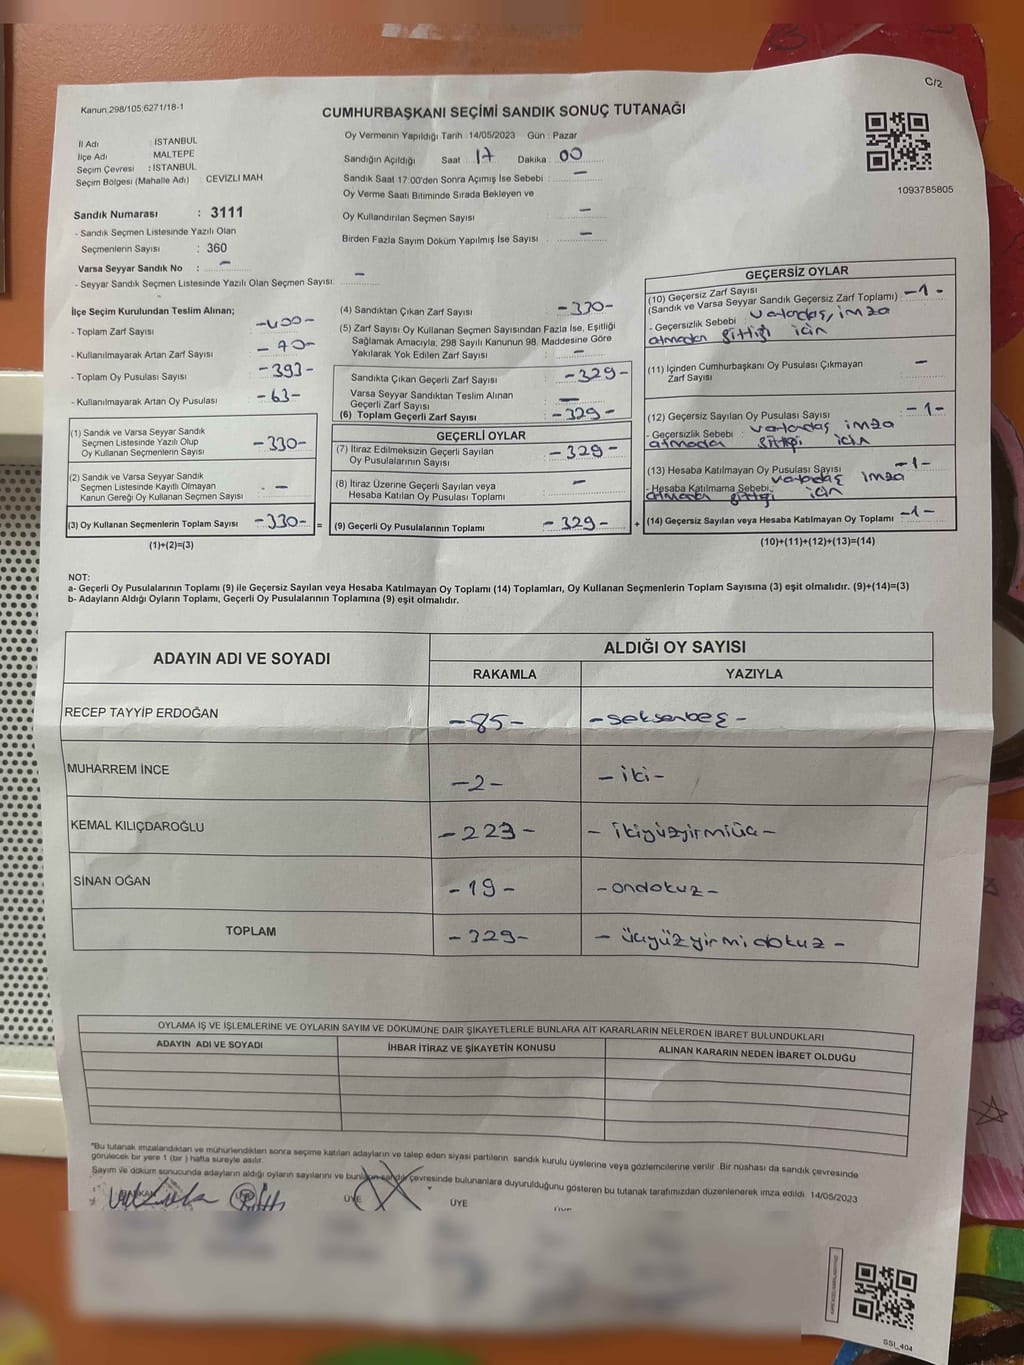 C/2
Kanun.298/105;6271/18-1
CUMHURBAŞKANI SEÇİMİ SANDIK SONUÇ TUTANAĞI
1093785805
İl Adı : İSTANBUL
İlçe Adı MALTEPE
Seçim Çevresi : İSTANBUL
Seçim Bölgesi (Mahalle Adı) CEVİZLİ MAH
Sandık Numarası : 3111
- Sandık Seçmen Listesinde Yazılı Olan
Seçmenlerin Sayısı : 360
Varsa Seyyar Sandık No : –
- Seyyar Sandık Seçmen Listesinde Yazılı Olan Seçmen Sayısı: –
Oy Vermenin Yapıldığı Tarih : 14/05/2023 Gün : Pazar
Sandığın Açıldığı Saat 17 Dakika 00
Sandık Saat 17:00'den Sonra Açımış İse Sebebi : –
Oy Verme Saati Bitiminde Sırada Bekleyen ve
Oy Kullandırılan Seçmen Sayısı –
Birden Fazla Sayım Döküm Yapılmış İse Sayısı –
İlçe Seçim Kurulundan Teslim Alınan;
- Toplam Zarf Sayısı -400-
- Kullanılmayarak Artan Zarf Sayısı -70-
- Toplam Oy Pusulası Sayısı -393-
- Kullanılmayarak Artan Oy Pusulası -63-
(1) Sandık ve Varsa Seyyar Sandık
Seçmen Listesinde Yazılı Olup
Oy Kullanan Seçmenlerin Sayısı -330-
(2) Sandık ve Varsa Seyyar Sandık
Seçmen Listesinde Kayıtlı Olmayan
Kanun Gereği Oy Kullanan Seçmen Sayısı –
(3) Oy Kullanan Seçmenlerin Toplam Sayısı -330- =
(1)+(2)=(3)
(4) Sandıktan Çıkan Zarf Sayısı -330-
(5) Zarf Sayısı Oy Kullanan Seçmen Sayısından Fazla İse, Eşitliği
Sağlamak Amacıyla, 298 Sayılı Kanunun 98. Maddesine Göre
Yakılarak Yok Edilen Zarf Sayısı : –
Sandıkta Çıkan Geçerli Zarf Sayısı -329-
Varsa Seyyar Sandıktan Teslim Alınan
Geçerli Zarf Sayısı –
(6) Toplam Geçerli Zarf Sayısı -329-
GEÇERLİ OYLAR
(7) İtiraz Edilmeksizin Geçerli Sayılan
Oy Pusulalarının Sayısı -329-
(8) İtiraz Üzerine Geçerli Sayılan veya
Hesaba Katılan Oy Pusulası Toplamı –
(9) Geçerli Oy Pusulalarının Toplamı -329- +
GEÇERSİZ OYLAR
(10) Geçersiz Zarf Sayısı
(Sandık ve Varsa Seyyar Sandık Geçersiz Zarf Toplamı) -1-
- Geçersizlik Sebebi : vatandaş, imza
atmadan gittiği için
(11) İçinden Cumhurbaşkanı Oy Pusulası Çıkmayan
Zarf Sayısı –
(12) Geçersiz Sayılan Oy Pusulası Sayısı -1-
- Geçersizlik Sebebi : vatandaş imza
atmadan gittiği için
(13) Hesaba Katılmayan Oy Pusulası Sayısı -1-
- Hesaba Katılmama Sebebi: vatandaş imza
atmadan gittiği için
(14) Geçersiz Sayılan veya Hesaba Katılmayan Oy Toplamı -1-
(10)+(11)+(12)+(13)=(14)
NOT:
a- Geçerli Oy Pusulalarının Toplamı (9) ile Geçersiz Sayılan veya Hesaba Katılmayan Oy Toplamı (14) Toplamları, Oy Kullanan Seçmenlerin Toplam Sayısına (3) eşit olmalıdır. (9)+(14)=(3)
b- Adayların Aldığı Oyların Toplamı, Geçerli Oy Pusulalarının Toplamına (9) eşit olmalıdır.
ADAYIN ADI VE SOYADI ALDIĞI OY SAYISI
RAKAMLA YAZIYLA
RECEP TAYYİP ERDOĞAN -85- -seksenbeş-
MUHARREM İNCE -2- -iki-
KEMAL KILIÇDAROĞLU -223- -ikiyüzyirmiüç-
SİNAN OĞAN -19- -ondokuz-
TOPLAM -329- -üçyüzyirmidokuz-
OYLAMA İŞ VE İŞLEMLERİNE VE OYLARIN SAYIM VE DÖKÜMÜNE DAİR ŞİKAYETLERLE BUNLARA AİT KARARLARIN NELERDEN İBARET BULUNDUKLARI
ADAYIN ADI VE SOYADI İHBAR İTİRAZ VE ŞİKAYETİN KONUSU ALINAN KARARIN NEDEN İBARET OLDUĞU
*Bu tutanak imzalandıktan ve mühürlendikten sonra seçime katılan adayların ve talep eden siyasi partilerin sandık kurulu üyelerine veya gözlemcilerine verilir. Bir nüshası da sandık çevresinde
görülecek bir yere 1 (bir) hafta süreyle asılır.
Sayım ve döküm sonucunda adayların aldığı oyların sayılarını ve bunların sandık çevresinde bulunanlara duyurulduğunu gösteren bu tutanak tarafımızdan düzenlenerek imza edildi. 14/05/2023
ÜYE ÜYE ÜYE
SSI_404